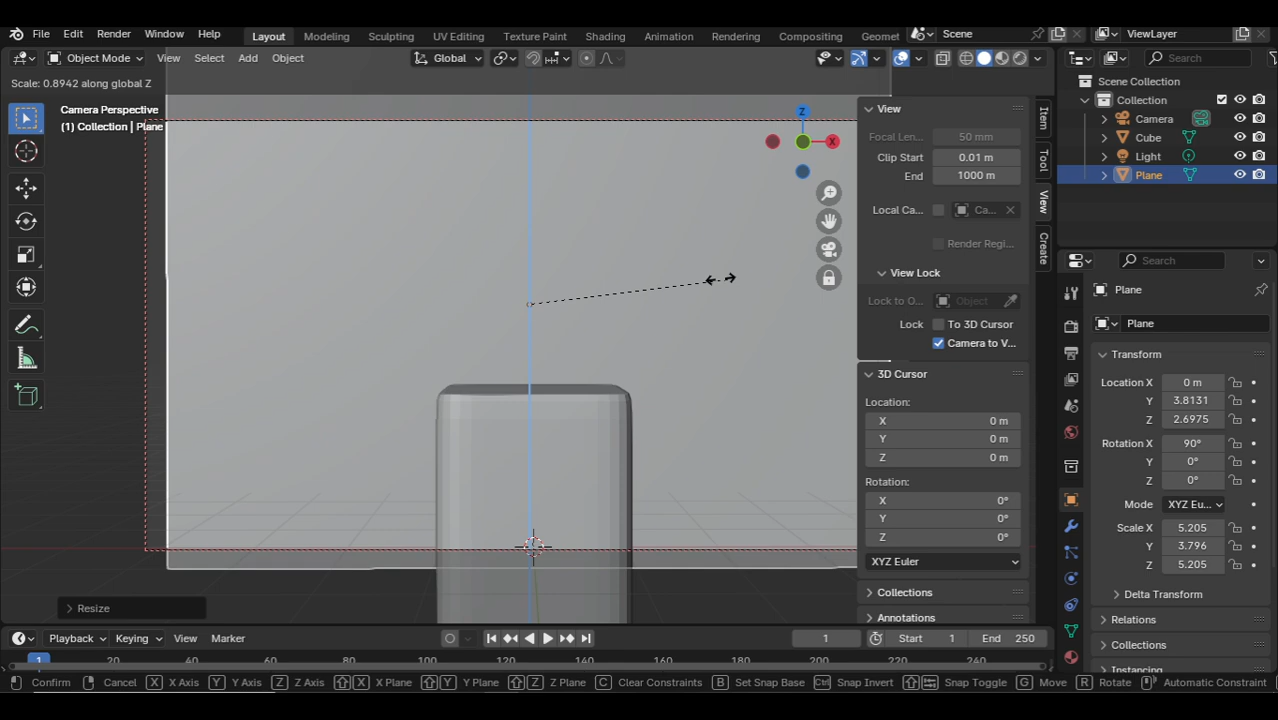 File Edit Render Window Help Layout Modeling Sculpting UV Editing Texture Paint Shading Animation Rendering Compositing Geomet Scene ViewLayer
Object Mode View Select Add Object Global Search
Scale: 0.8942 along global Z
Camera Perspective
(1) Collection | Plane
Z
X
View
Focal Len... 50 mm
Clip Start 0.01 m
End 1000 m
Local Ca... Ca...
Render Regi...
View Lock
Lock to O... Object
Lock To 3D Cursor
Camera to V...
3D Cursor
Location:
X 0 m
Y 0 m
Z 0 m
Rotation:
X 0°
Y 0°
Z 0°
XYZ Euler
Collections
Annotations
Item
Tool
View
Create
Scene Collection
Collection
Camera
Cube
Light
Plane
Search
Plane
Plane
Transform
Location X 0 m
Y 3.8131
Z 2.6975
Rotation X 90°
Y 0°
Z 0°
Mode XYZ Eu...
Scale X 5.205
Y 3.796
Z 5.205
Delta Transform
Relations
Collections
Instancing
Resize
Playback Keying View Marker 1 Start 1 End 250
1 20 40 60 80 100 120 140 160 180 200 220 240
Confirm Cancel X X Axis Y Y Axis Z Z Axis X X Plane Y Y Plane Z Z Plane C Clear Constraints B Set Snap Base Ctrl Snap Invert Snap Toggle G Move R Rotate Automatic Constraint